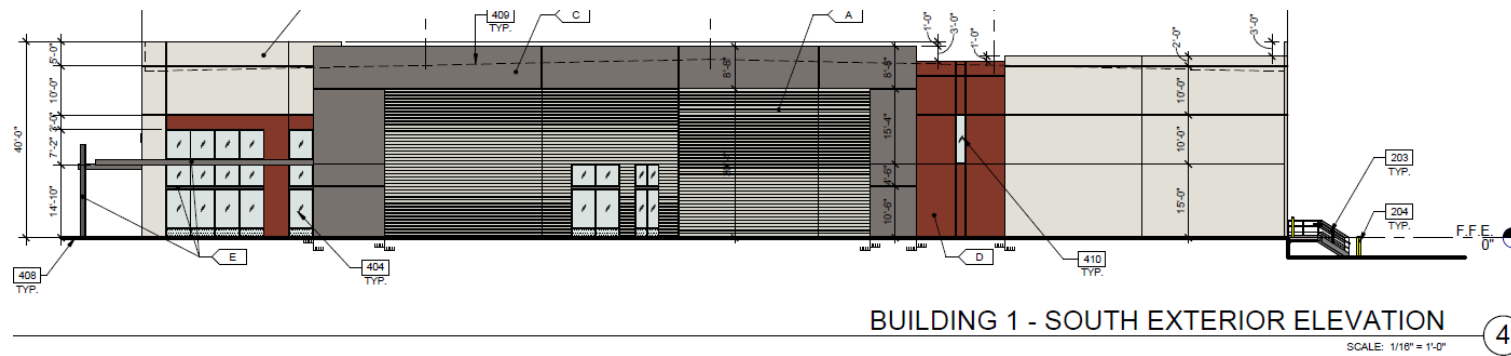 409
TYP.
C
A
1'-0"
3'-0"
1'-0"
2'-0"
3'-0"
40'-0"
5'-0"
10'-0"
7'-2"
14'-10"
8'-8"
8'-8"
15'-4"
4'-6"
10'-6"
10'-0"
10'-0"
15'-0"
203
TYP.
204
TYP.
F.F.E.
0"
408
TYP.
E
404
TYP.
D
410
TYP.
BUILDING 1 - SOUTH EXTERIOR ELEVATION
4
SCALE: 1/16" = 1'-0"